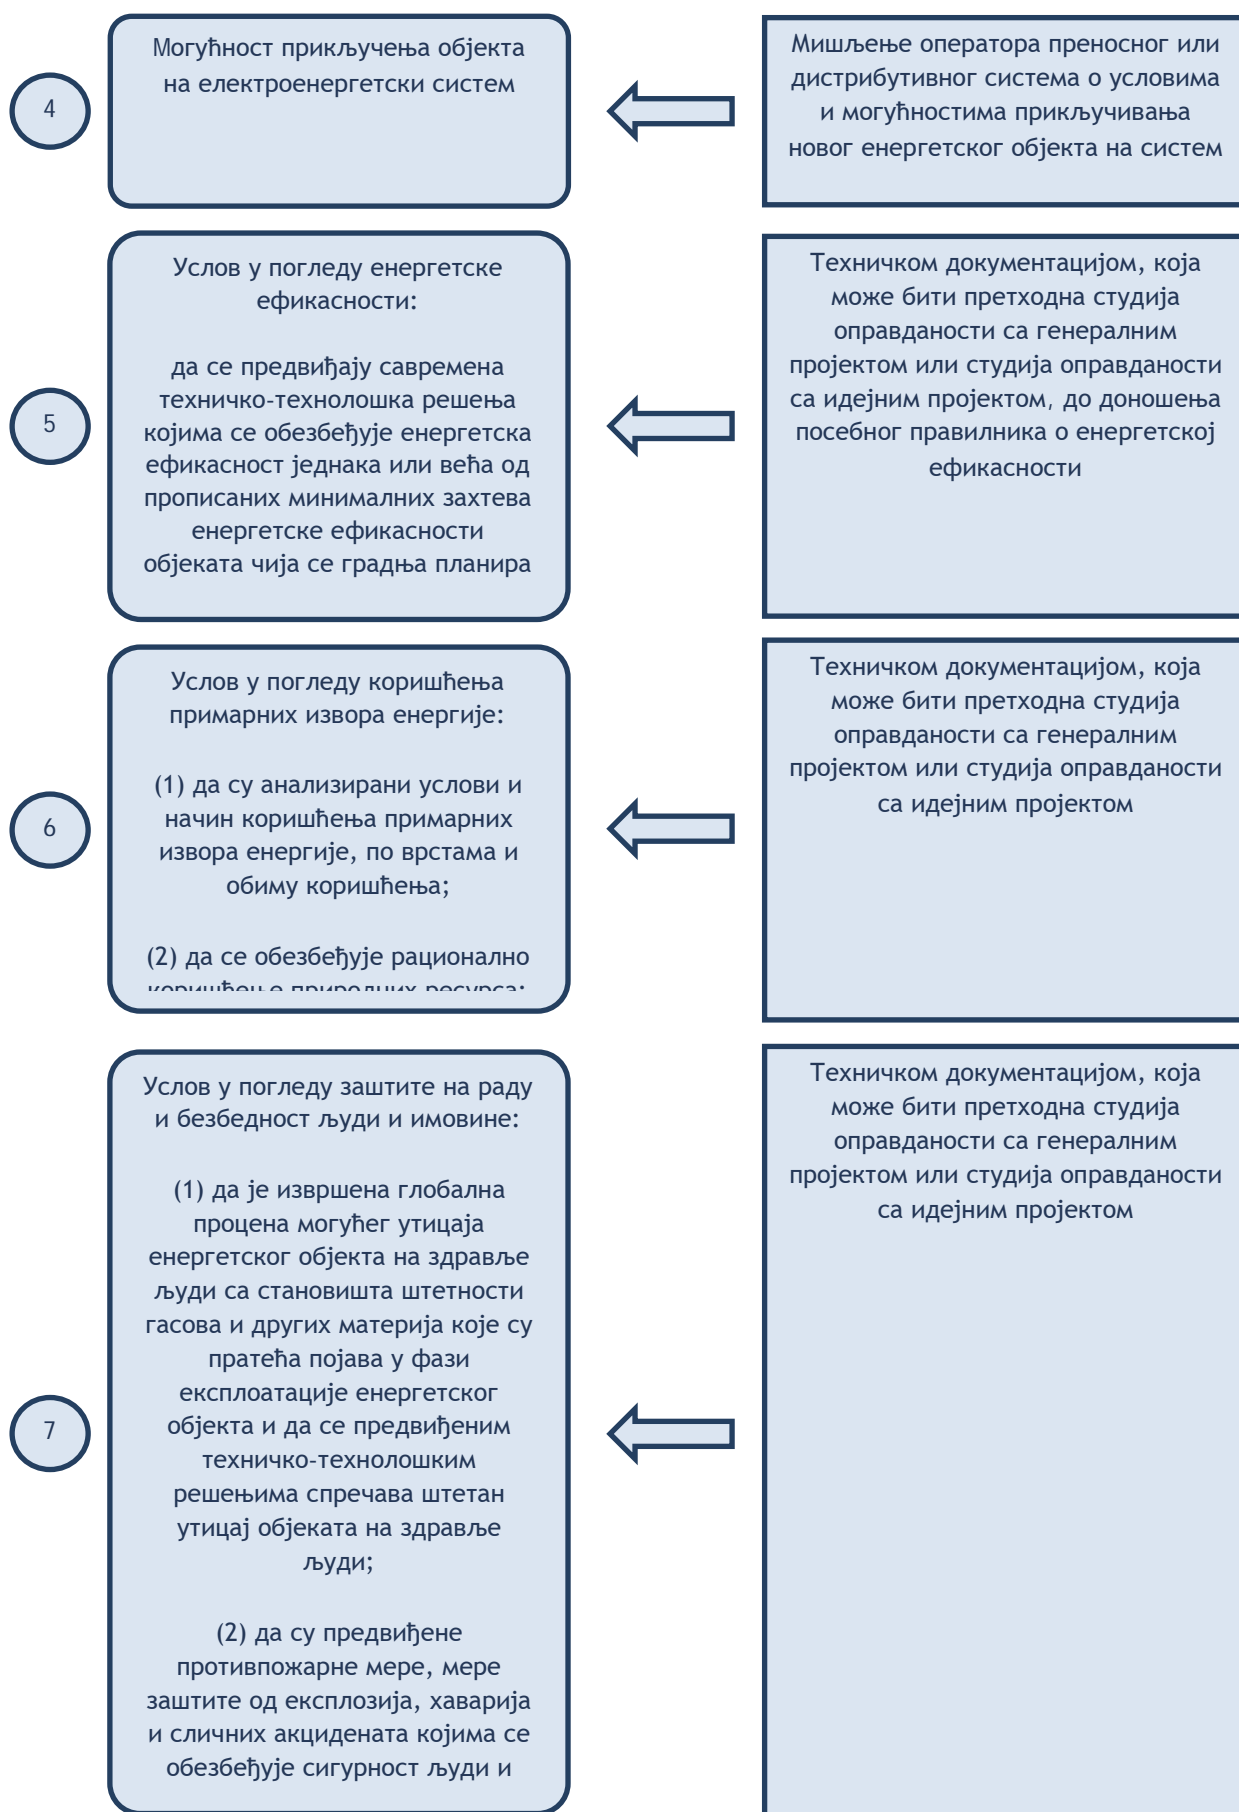 4
Могућност прикључења објекта
на електроенергетски систем
Мишљење оператора преносног или
дистрибутивног система о условима
и могућностима прикључивања
новог енергетског објекта на систем
5
Услов у погледу енергетске
ефикасности:
да се предвиђају савремена
техничко-технолошка решења
којима се обезбеђује енергетска
ефикасност једнака или већа од
прописаних минималних захтева
енергетске ефикасности
објеката чија се градња планира
Техничком документацијом, која
може бити претходна студија
оправданости са генералним
пројектом или студија оправданости
са идејним пројектом, до доношења
посебног правилника о енергетској
ефикасности
6
Услов у погледу коришћења
примарних извора енергије:
(1) да су анализирани услови и
начин коришћења примарних
извора енергије, по врстама и
обиму коришћења;
(2) да се обезбеђује рационално
коришћење природних ресурса;
Техничком документацијом, која
може бити претходна студија
оправданости са генералним
пројектом или студија оправданости
са идејним пројектом
7
Услов у погледу заштите на раду
и безбедност људи и имовине:
(1) да је извршена глобална
процена могућег утицаја
енергетског објекта на здравље
људи са становишта штетности
гасова и других материја које су
пратећа појава у фази
експлоатације енергетског
објекта и да се предвиђеним
техничко-технолошким
решењима спречава штетан
утицај објеката на здравље
људи;
(2) да су предвиђене
противпожарне мере, мере
заштите од експлозија, хаварија
и сличних акцидената којима се
обезбеђује сигурност људи и
Техничком документацијом, која
може бити претходна студија
оправданости са генералним
пројектом или студија оправданости
са идејним пројектом